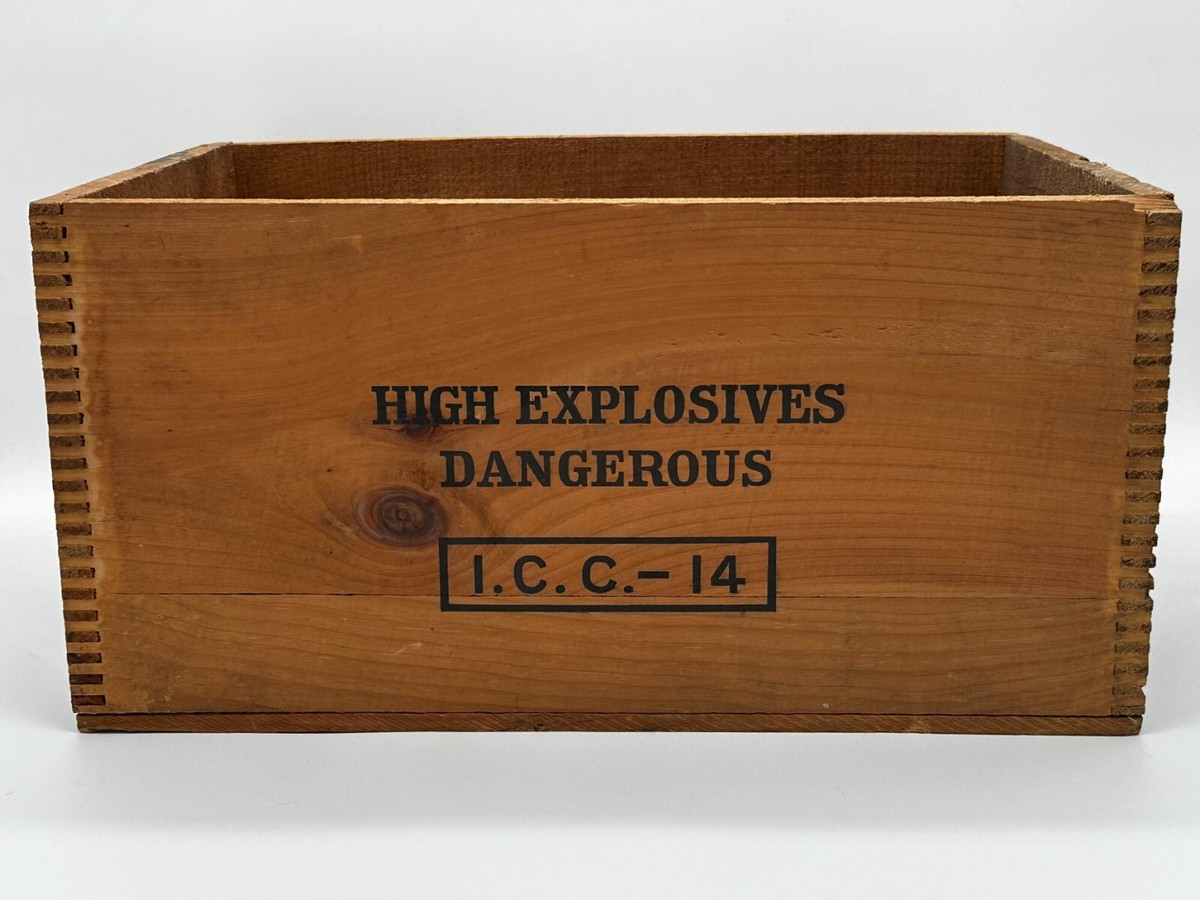 HIGH EXPLOSIVES
DANGEROUS
I.C.C.- 14